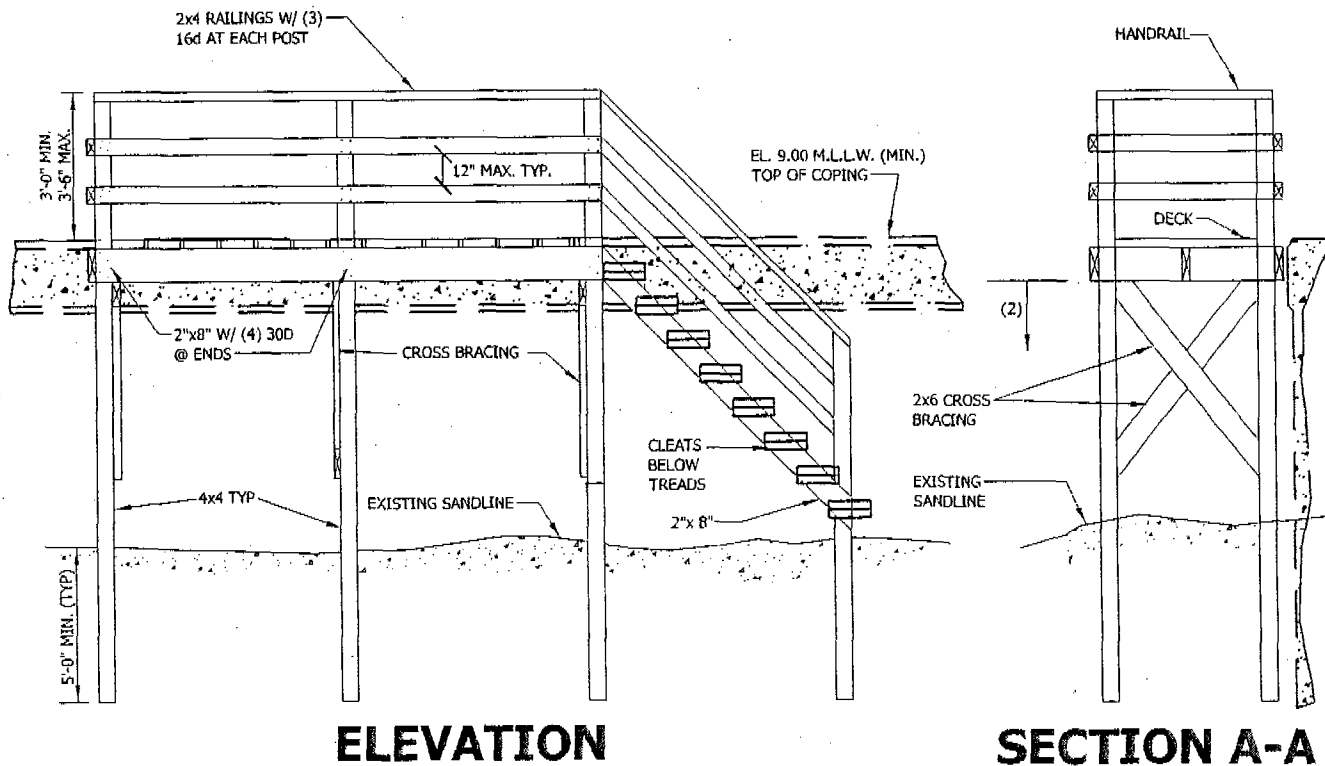 2x4 RAILINGS W/ (3)
16d AT EACH POST
3'-0" MIN.
3'-6" MAX.
12" MAX. TYP.
EL. 9.00 M.L.L.W. (MIN.)
TOP OF COPING
2"x8" W/ (4) 30D
@ ENDS
CROSS BRACING
4x4 TYP
EXISTING SANDLINE
CLEATS
BELOW
TREADS
2"x 8"
5'-0" MIN. (TYP)
ELEVATION
HANDRAIL
DECK
(2)
2x6 CROSS
BRACING
EXISTING
SANDLINE
SECTION A-A